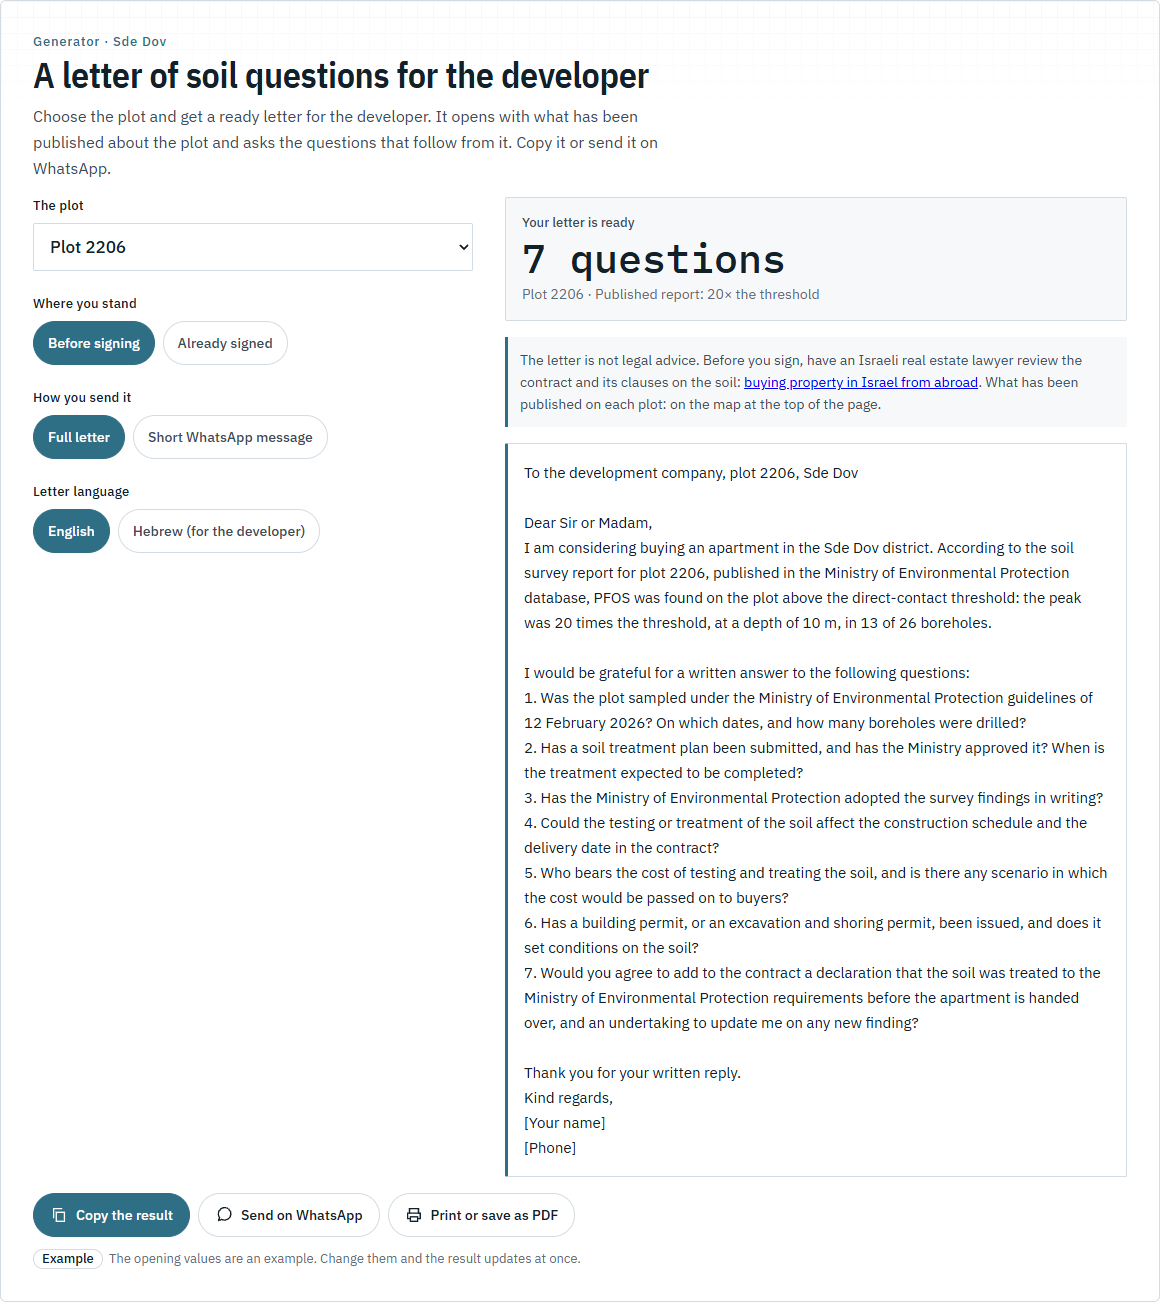 Generator · Sde Dov
A letter of soil questions for the developer
Choose the plot and get a ready letter for the developer. It opens with what has been
published about the plot and asks the questions that follow from it. Copy it or send it on
WhatsApp.
The plot
Plot 2206
Where you stand
Before signing
Already signed
How you send it
Full letter
Short WhatsApp message
Letter language
English
Hebrew (for the developer)
Your letter is ready
7 questions
Plot 2206 · Published report: 20× the threshold
The letter is not legal advice. Before you sign, have an Israeli real estate lawyer review the
contract and its clauses on the soil: buying property in Israel from abroad. What has been
published on each plot: on the map at the top of the page.
To the development company, plot 2206, Sde Dov
Dear Sir or Madam,
I am considering buying an apartment in the Sde Dov district. According to the soil
survey report for plot 2206, published in the Ministry of Environmental Protection
database, PFOS was found on the plot above the direct-contact threshold: the peak
was 20 times the threshold, at a depth of 10 m, in 13 of 26 boreholes.
I would be grateful for a written answer to the following questions:
1. Was the plot sampled under the Ministry of Environmental Protection guidelines of
12 February 2026? On which dates, and how many boreholes were drilled?
2. Has a soil treatment plan been submitted, and has the Ministry approved it? When is
the treatment expected to be completed?
3. Has the Ministry of Environmental Protection adopted the survey findings in writing?
4. Could the testing or treatment of the soil affect the construction schedule and the
delivery date in the contract?
5. Who bears the cost of testing and treating the soil, and is there any scenario in which
the cost would be passed on to buyers?
6. Has a building permit, or an excavation and shoring permit, been issued, and does it
set conditions on the soil?
7. Would you agree to add to the contract a declaration that the soil was treated to the
Ministry of Environmental Protection requirements before the apartment is handed
over, and an undertaking to update me on any new finding?
Thank you for your written reply.
Kind regards,
[Your name]
[Phone]
Copy the result
Send on WhatsApp
Print or save as PDF
Example
The opening values are an example. Change them and the result updates at once.